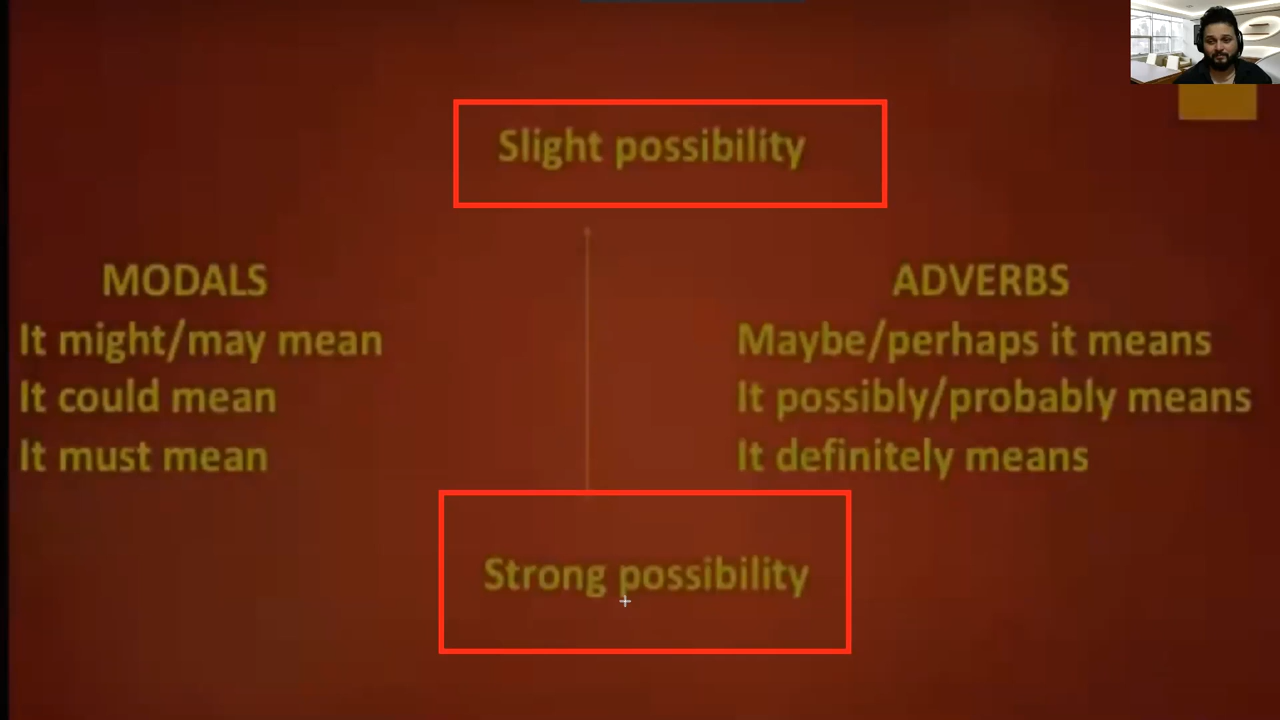 Slight possibility
MODALS
It might/may mean
It could mean
It must mean
ADVERBS
Maybe/perhaps it means
It possibly/probably means
It definitely means
Strong possibility